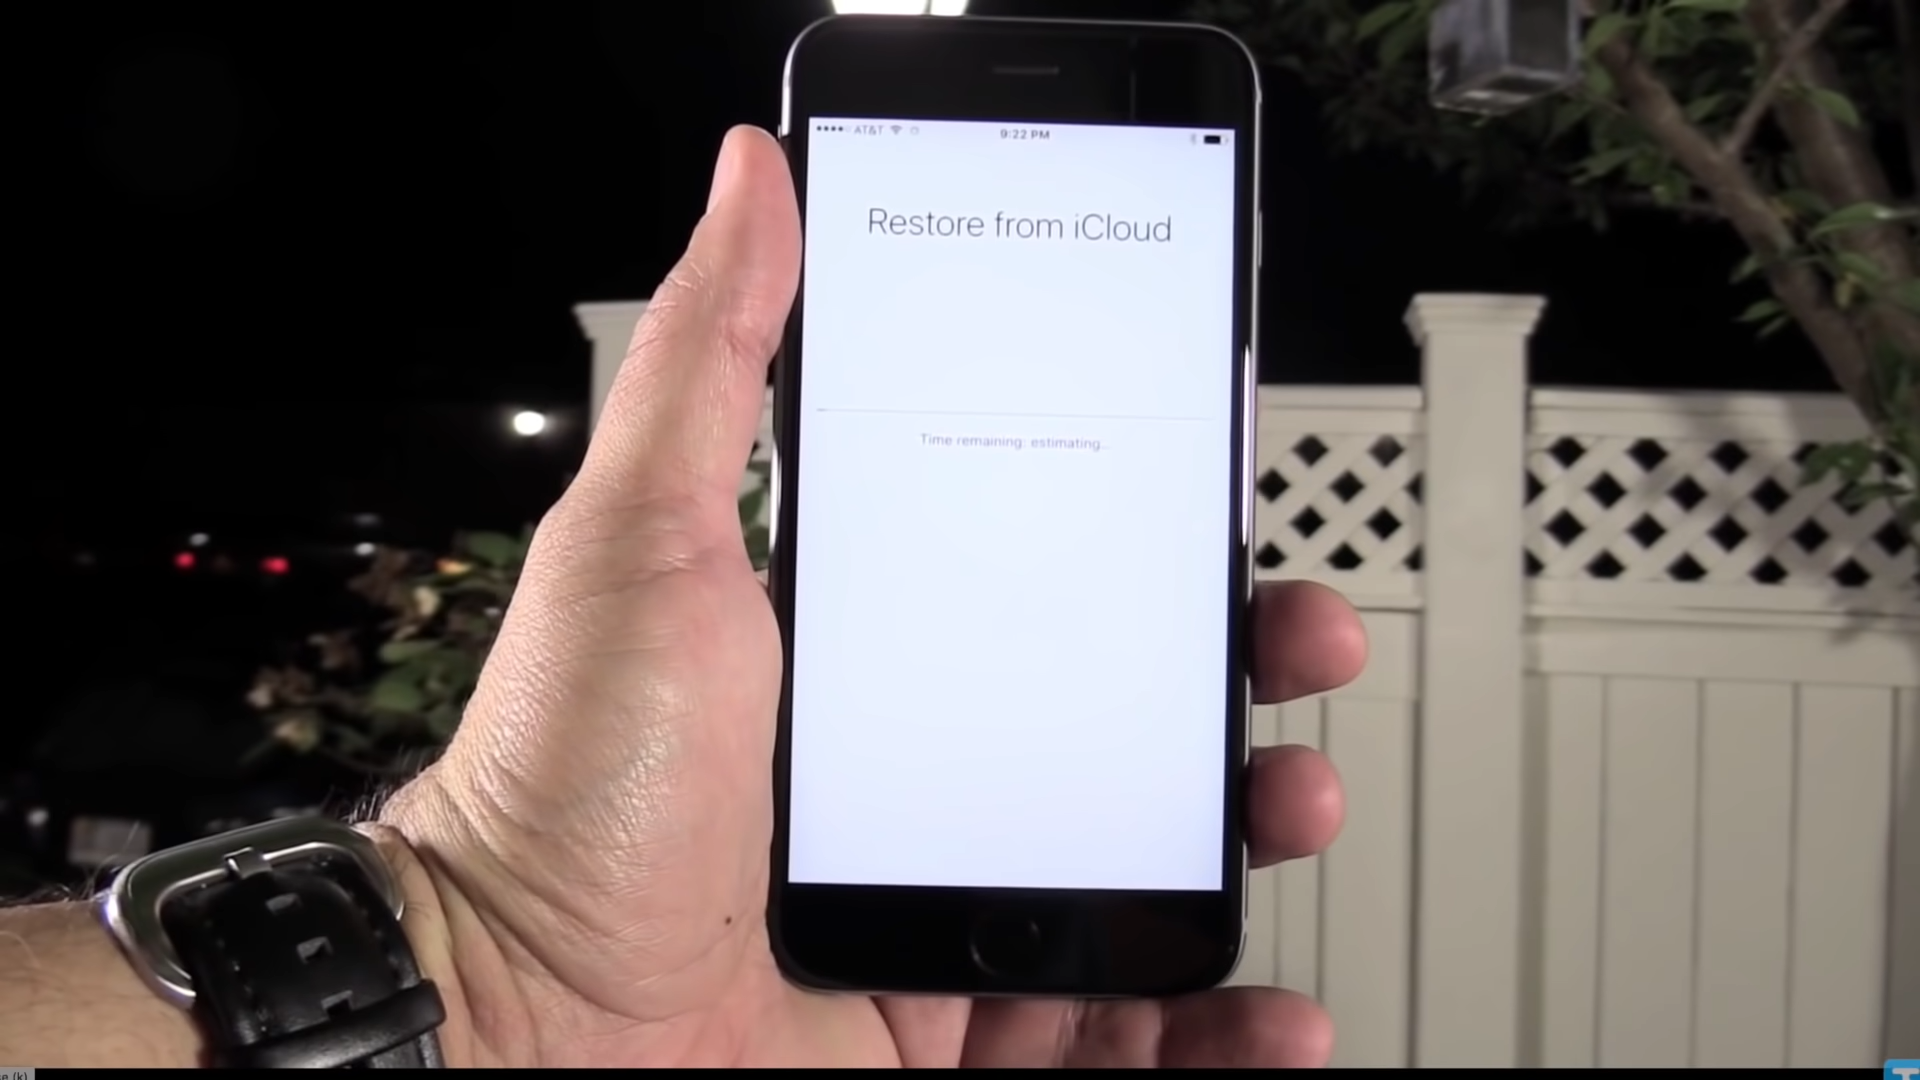 AT&T 9:22 PM
Restore from iCloud
Time remaining: estimating...